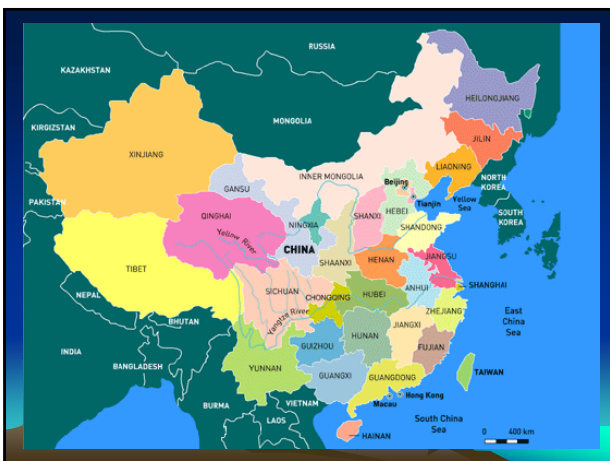 RUSSIA
KAZAKHSTAN
HEILONGJIANG
MONGOLIA
KIRGIZSTAN
JILIN
XINJIANG
LIAONING
INNER MONGOLIA
NORTH
KOREA
Beijing
GANSU
PAKISTAN
Tianjin
Yellow
Sea
QINGHAI
NINGXIA
SHANXI
HEBEI
SOUTH
KOREA
SHANDONG
Yellow River
CHINA
TIBET
SHAANXI
HENAN
JIANGSU
SICHUAN
CHONGQING
HUBEI
ANHUI
SHANGHAI
NEPAL
Yangtze River
ZHEJIANG
BHUTAN
East
China
Sea
HUNAN
JIANGXI
GUIZHOU
INDIA
FUJIAN
BANGLADESH
YUNNAN
TAIWAN
GUANGXI
GUANGDONG
Hong Kong
Macau
BURMA
VIETNAM
LAOS
South China
Sea
HAINAN
0 400 km